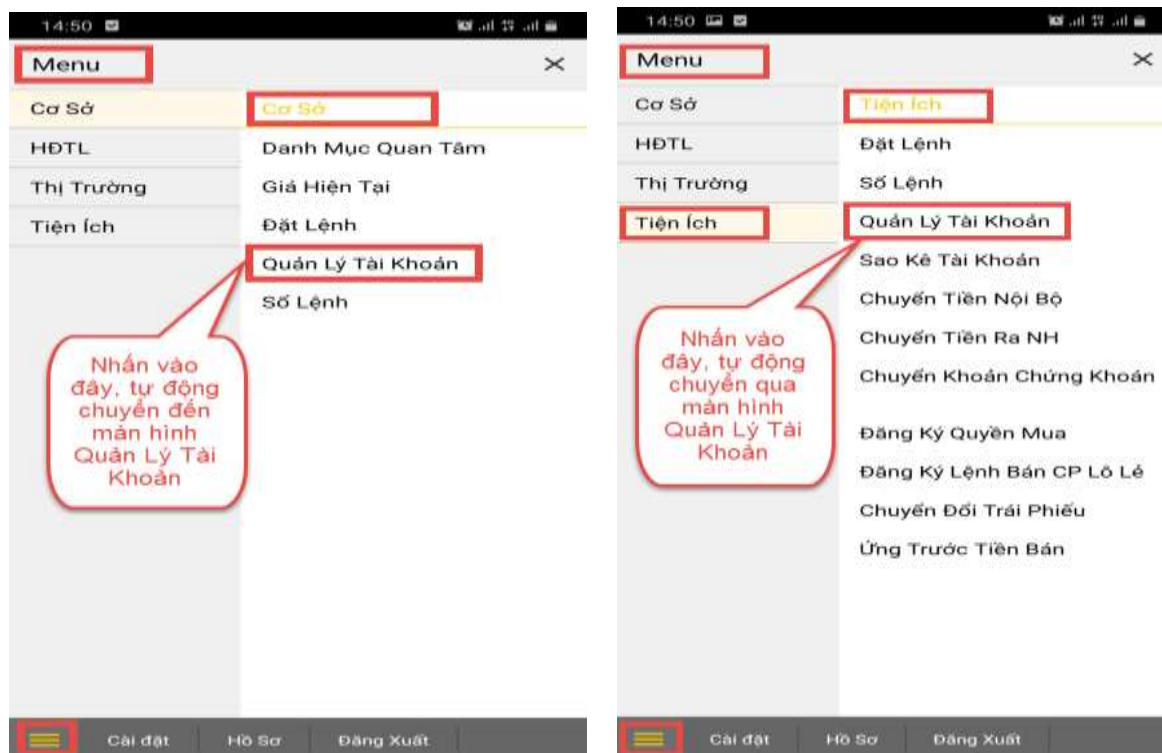 14:50
Menu
Cơ Sở
HĐTL
Thị Trường
Tiện Ích
Cơ Sở
Danh Mục Quan Tâm
Giá Hiện Tại
Đặt Lệnh
Quản Lý Tài Khoản
Sổ Lệnh
Nhấn vào
đây, tự động
chuyển đến
màn hình
Quản Lý Tài
Khoản
Cài đặt
Hồ Sơ
Đăng Xuất
14:50
Menu
Cơ Sở
HĐTL
Thị Trường
Tiện Ích
Tiện Ích
Đặt Lệnh
Sổ Lệnh
Quản Lý Tài Khoản
Sao Kê Tài Khoản
Chuyển Tiền Nội Bộ
Chuyển Tiền Ra NH
Chuyển Khoản Chứng Khoán
Đăng Ký Quyền Mua
Đăng Ký Lệnh Bán CP Lô Lẻ
Chuyển Đổi Trái Phiếu
Ứng Trước Tiền Bán
Nhấn vào
đây, tự động
chuyển qua
màn hình
Quản Lý Tài
Khoản
Cài đặt
Hồ Sơ
Đăng Xuất